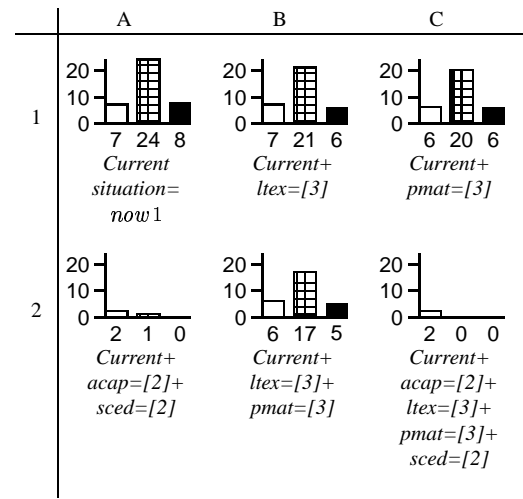 A B C
1
20
10
0
7 24 8
Current
situation=
now1
20
10
0
7 21 6
Current+
ltex=[3]
20
10
0
6 20 6
Current+
pmat=[3]
2
20
10
0
2 1 0
Current+
acap=[2]+
sced=[2]
20
10
0
6 17 5
Current+
ltex=[3]+
pmat=[3]
20
10
0
2 0 0
Current+
acap=[2]+
ltex=[3]+
pmat=[3]+
sced=[2]